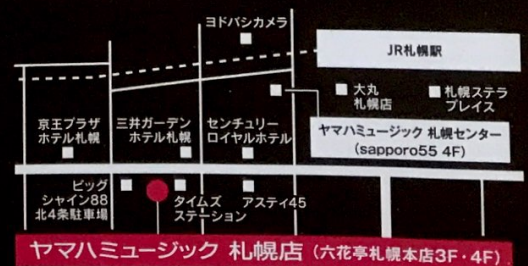 ヨドバシカメラ
JR札幌駅
大丸
札幌店
札幌ステラ
プレイス
京王プラザ
ホテル札幌
三井ガーデン
ホテル札幌
センチュリー
ロイヤルホテル
ヤマハミュージック 札幌センター
(sapporo55 4F)
ビッグ
シャイン88
北4条駐車場
タイムズ
ステーション
アスティ45
ヤマハミュージック 札幌店 (六花亭札幌本店3F・4F)